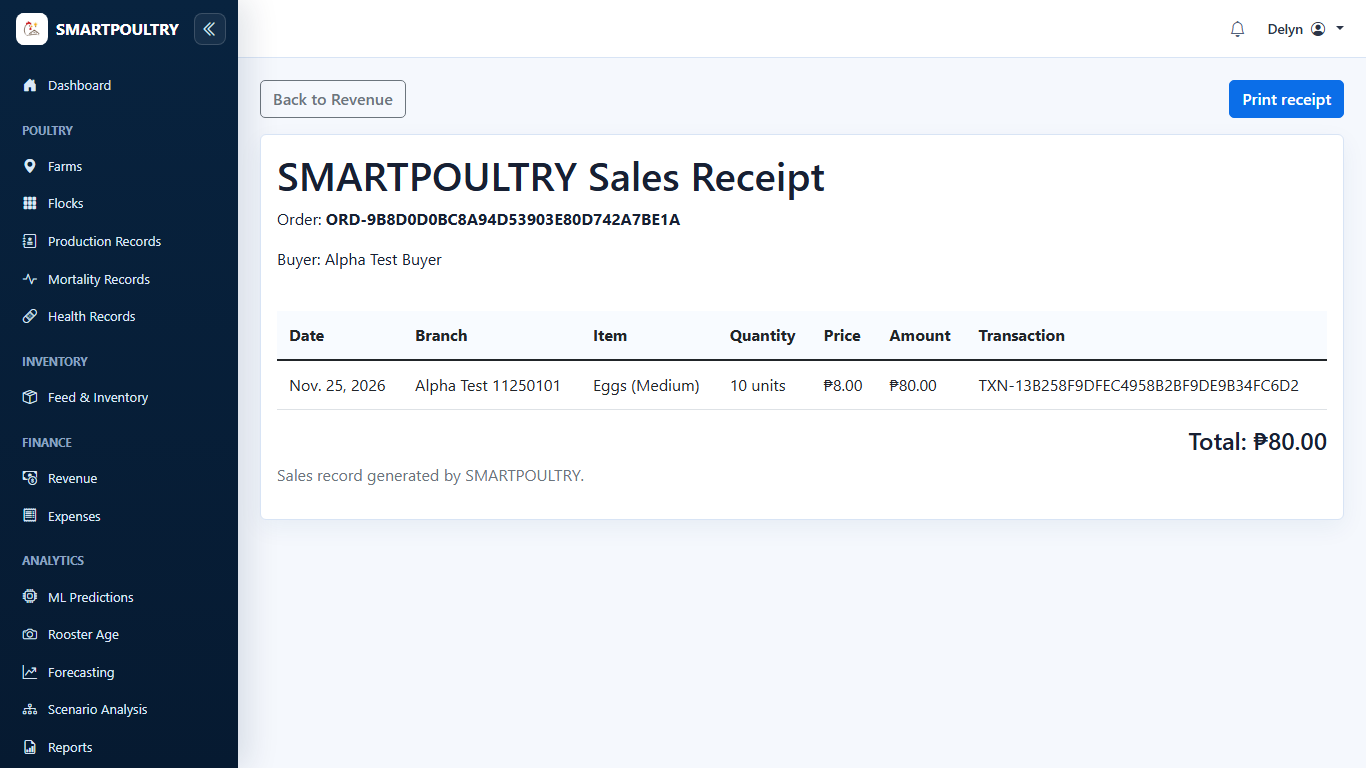 SMARTPOULTRY
Delyn
Dashboard
POULTRY
Farms
Flocks
Production Records
Mortality Records
Health Records
INVENTORY
Feed & Inventory
FINANCE
Revenue
Expenses
ANALYTICS
ML Predictions
Rooster Age
Forecasting
Scenario Analysis
Reports
Back to Revenue
Print receipt
SMARTPOULTRY Sales Receipt
Order: ORD-9B8D0D0BC8A94D53903E80D742A7BE1A
Buyer: Alpha Test Buyer
Date Branch Item Quantity Price Amount Transaction
Nov. 25, 2026 Alpha Test 11250101 Eggs (Medium) 10 units ₱8.00 ₱80.00 TXN-13B258F9DFEC4958B2BF9DE9B34FC6D2
Total: ₱80.00
Sales record generated by SMARTPOULTRY.